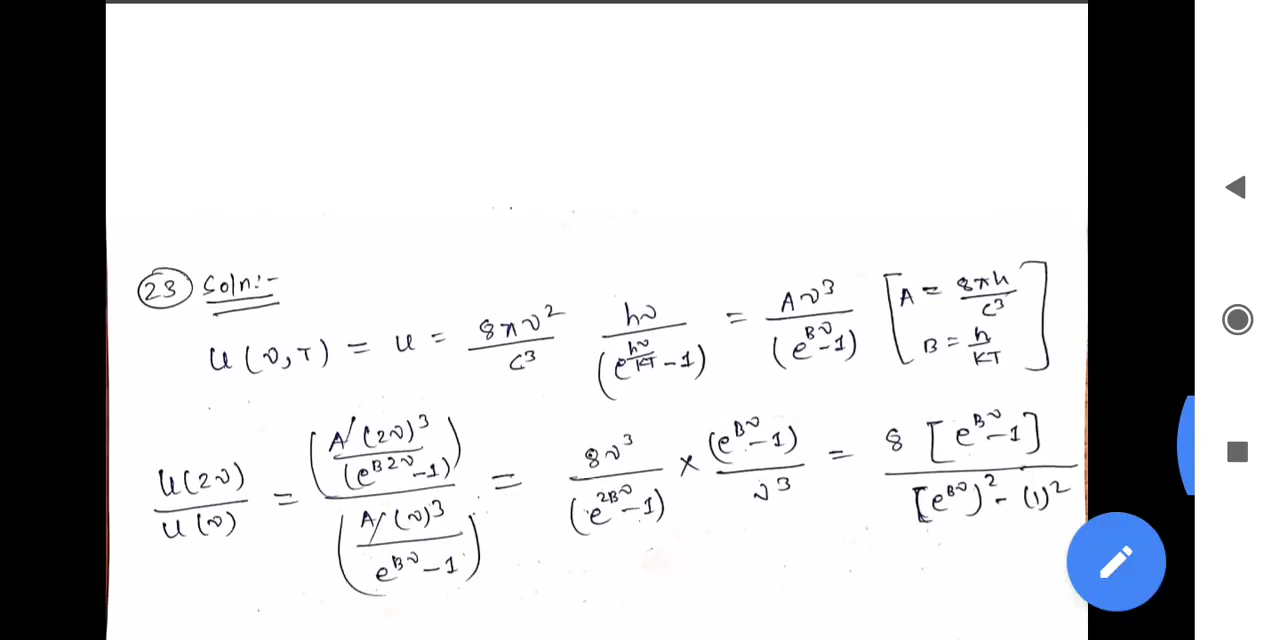 23 Soln:-
u(ν,T) = u = 8πν²/c³ hν/(e^(hν/KT) - 1) = Aν³/(e^(Bν) - 1) [A = 8πh/c³ B = h/KT]
u(2ν)/u(ν) = (A(2ν)³/(e^(B2ν) - 1))/(A(ν)³/(e^(Bν) - 1)) = 8ν³/(e^(2Bν) - 1) × (e^(Bν) - 1)/ν³ = 8[e^(Bν) - 1]/[e^(Bν))² - (1)²